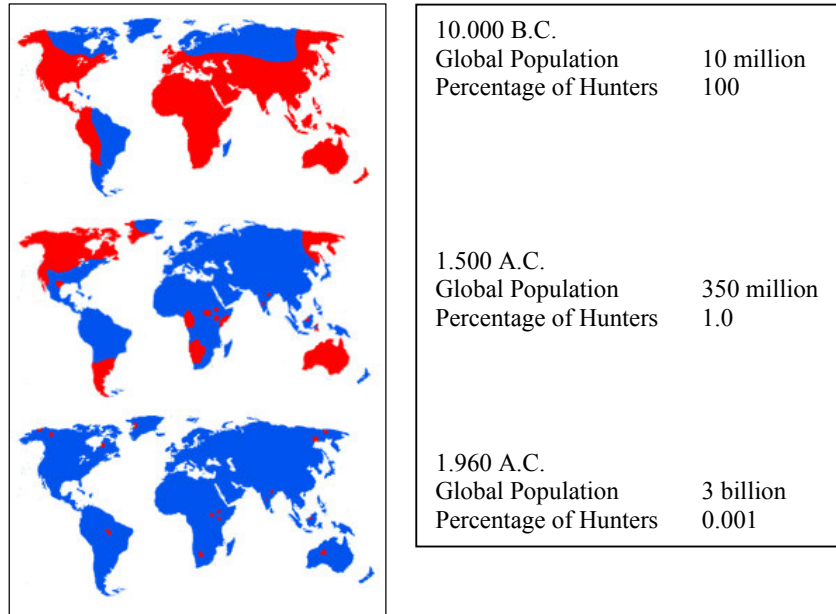 10.000 B.C.
Global Population 10 million
Percentage of Hunters 100
1.500 A.C.
Global Population 350 million
Percentage of Hunters 1.0
1.960 A.C.
Global Population 3 billion
Percentage of Hunters 0.001